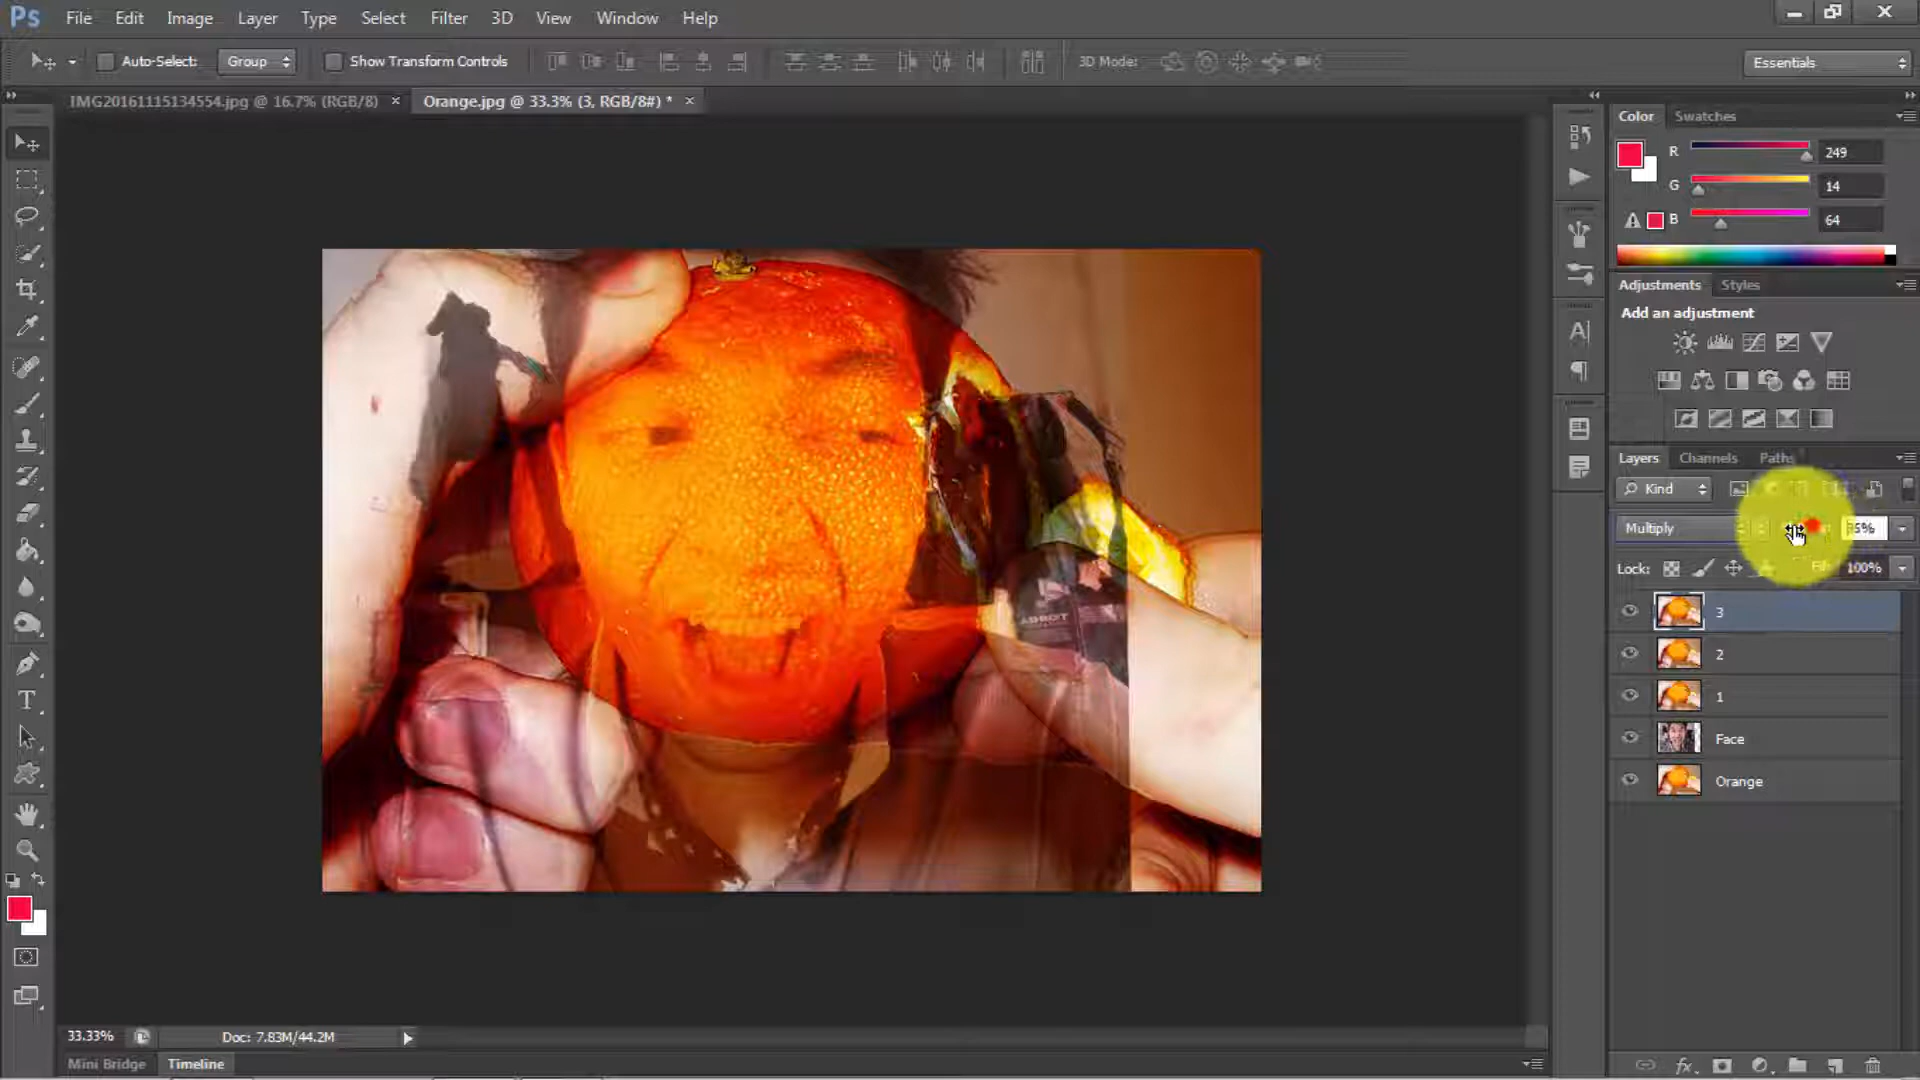 Ps File Edit Image Layer Type Select Filter 3D View Window Help
Auto-Select: Group Show Transform Controls 3D Mode: Essentials
IMG20161115134554.jpg @ 16.7% (RGB/8) × Orange.jpg @ 33.3% (3, RGB/8#) * ×
Color Swatches
R 249
G 14
B 64
Adjustments Styles
Add an adjustment
Layers Channels Paths
Kind
Multiply
Lock: 100%
3
2
1
Face
Orange
33.33% Doc: 7.83M/44.2M
Mini Bridge Timeline